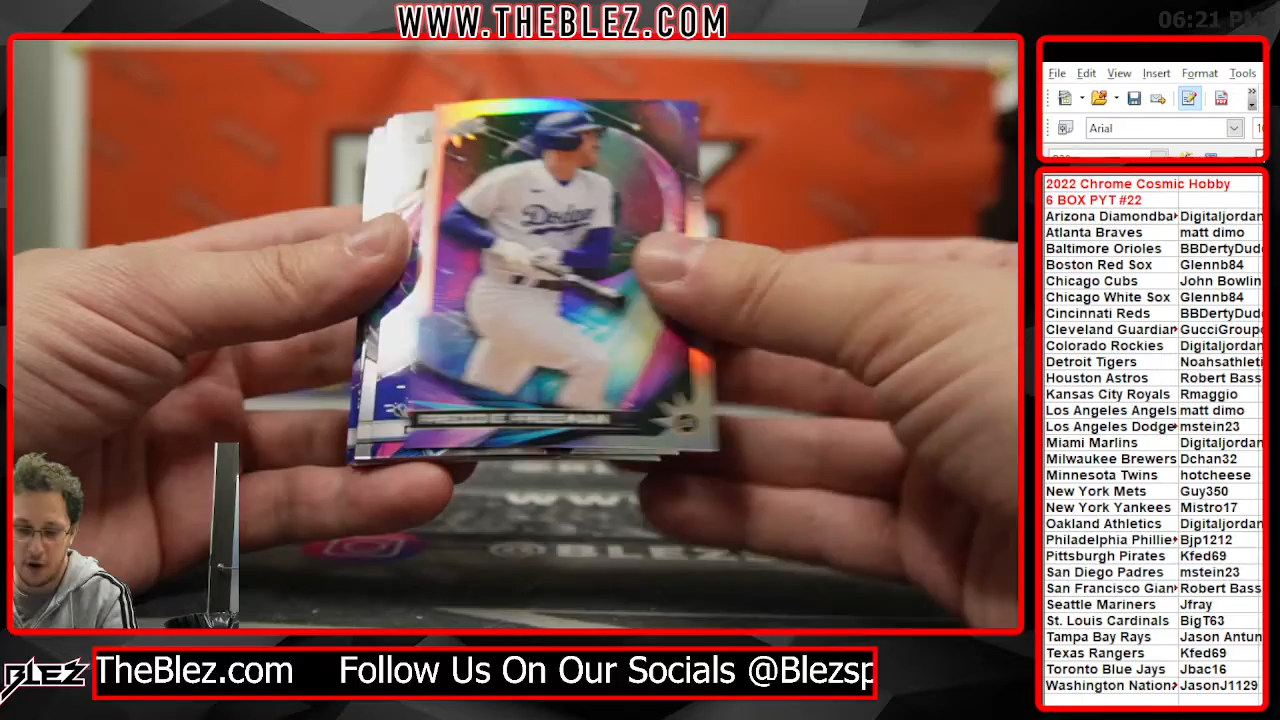 WWW.THEBLEZ.COM
06:21 PM
File Edit View Insert Format Tools
Arial
2022 Chrome Cosmic Hobby
6 BOX PYT #22
Arizona Diamondba Digitaljordan
Atlanta Braves matt dimo
Baltimore Orioles BBDertyDude
Boston Red Sox Glennb84
Chicago Cubs John Bowlin
Chicago White Sox Glennb84
Cincinnati Reds BBDertyDude
Cleveland Guardian GucciGroup
Colorado Rockies Digitaljordan
Detroit Tigers Noahsathleti
Houston Astros Robert Bass
Kansas City Royals Rmaggio
Los Angeles Angels matt dimo
Los Angeles Dodge mstein23
Miami Marlins Digitaljordan
Milwaukee Brewers Dchan32
Minnesota Twins hotcheese
New York Mets Guy350
New York Yankees Mistro17
Oakland Athletics Digitaljordan
Philadelphia Phillie Bjp1212
Pittsburgh Pirates Kfed69
San Diego Padres mstein23
San Francisco Gian Robert Bass
Seattle Mariners Jfray
St. Louis Cardinals BigT63
Tampa Bay Rays Jason Antun
Texas Rangers Kfed69
Toronto Blue Jays Jbac16
Washington Nation JasonJ1129
Dodgers
@BLEZ
BLEZ
TheBlez.com Follow Us On Our Socials @Blezsp